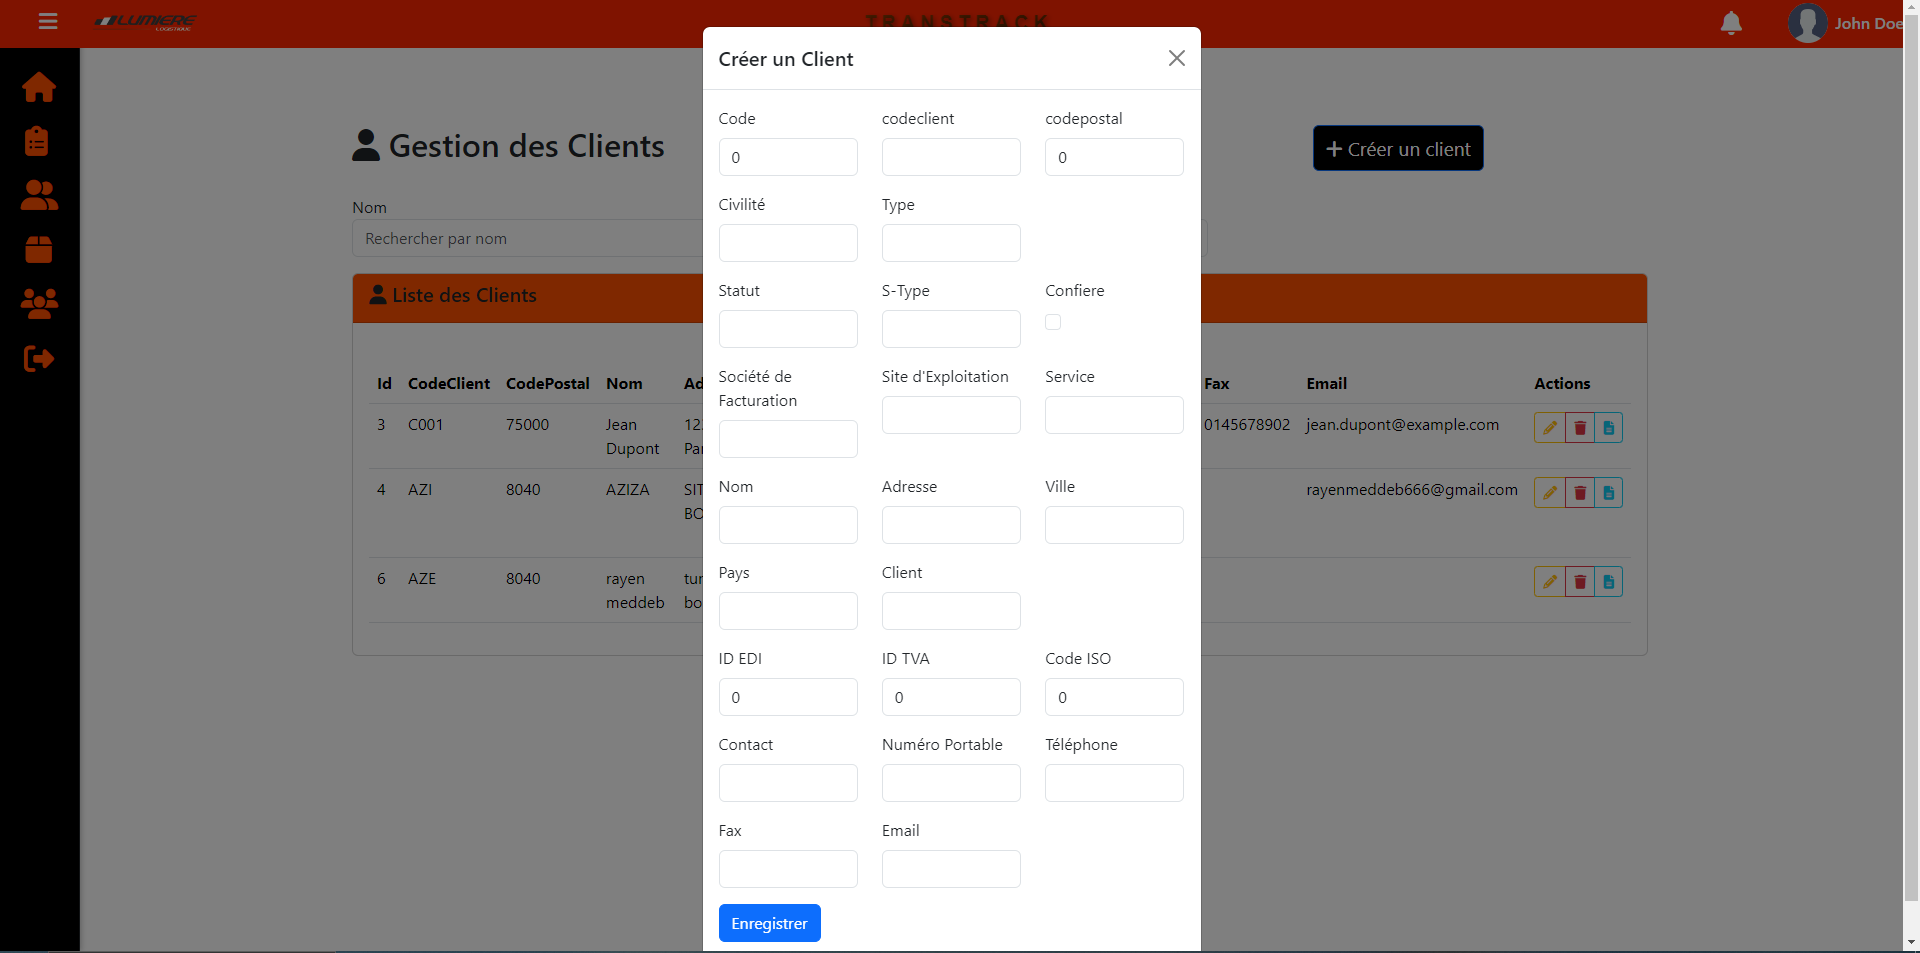 LUMIERE
LOGISTIQUE
TRANSTRACK
John Doe
Créer un Client
Gestion des Clients
Créer un client
Nom
Rechercher par nom
Liste des Clients
Id CodeClient CodePostal Nom Ad Fax Email Actions
3 C001 75000 Jean Dupont 12 Par 0145678902 jean.dupont@example.com
4 AZI 8040 AZIZA SIT BO rayenmeddeb666@gmail.com
6 AZE 8040 rayen meddeb tur bo
Code codeclient codepostal
0 0
Civilité Type
Statut S-Type Confiere
Société de Facturation Site d'Exploitation Service
Nom Adresse Ville
Pays Client
ID EDI ID TVA Code ISO
0 0 0
Contact Numéro Portable Téléphone
Fax Email
Enregistrer